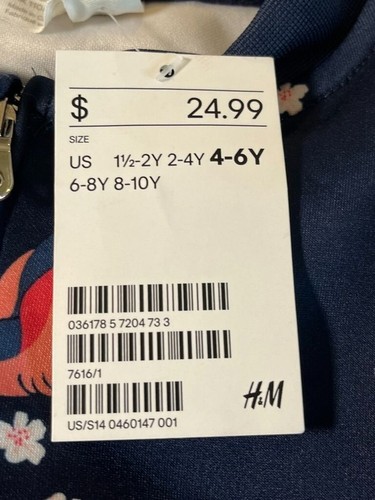 $ 24.99
SIZE
US 1½-2Y 2-4Y 4-6Y
6-8Y 8-10Y
036178 5 7204 73 3
7616/1
H&M
US/S14 0460147 001